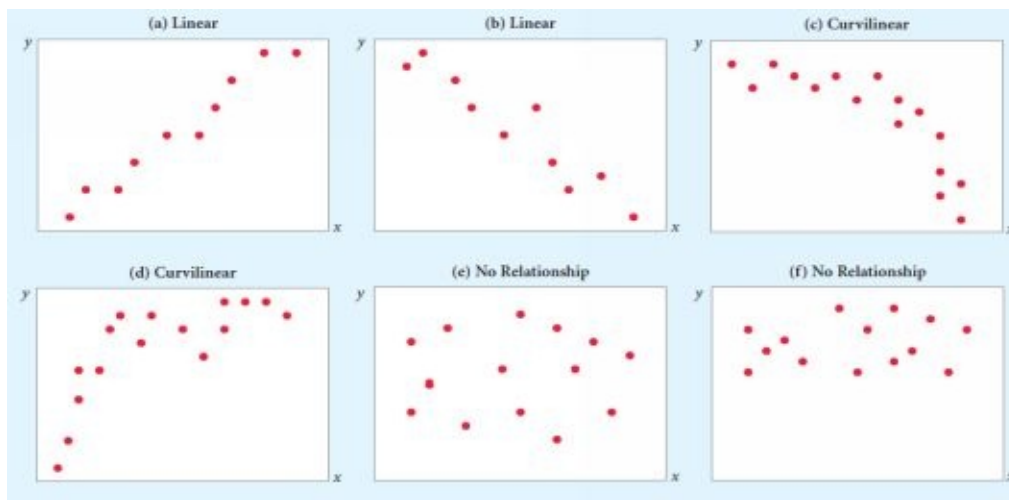 (a) Linear
y
x
(b) Linear
y
x
(c) Curvilinear
y
x
(d) Curvilinear
y
x
(e) No Relationship
y
x
(f) No Relationship
y
x